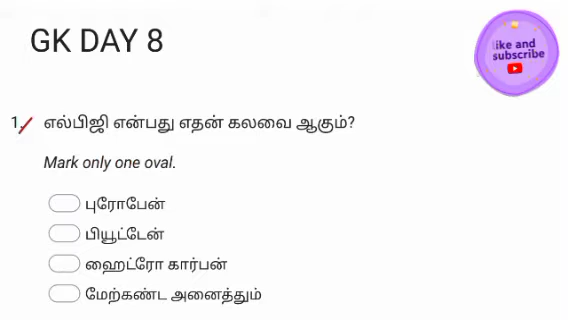 GK DAY 8
like and
subscribe
1. எல்பிஜி என்பது எதன் கலவை ஆகும்?
Mark only one oval.
புரோபேன்
பியூட்டேன்
ஹைட்ரோ கார்பன்
மேற்கண்ட அனைத்தும்